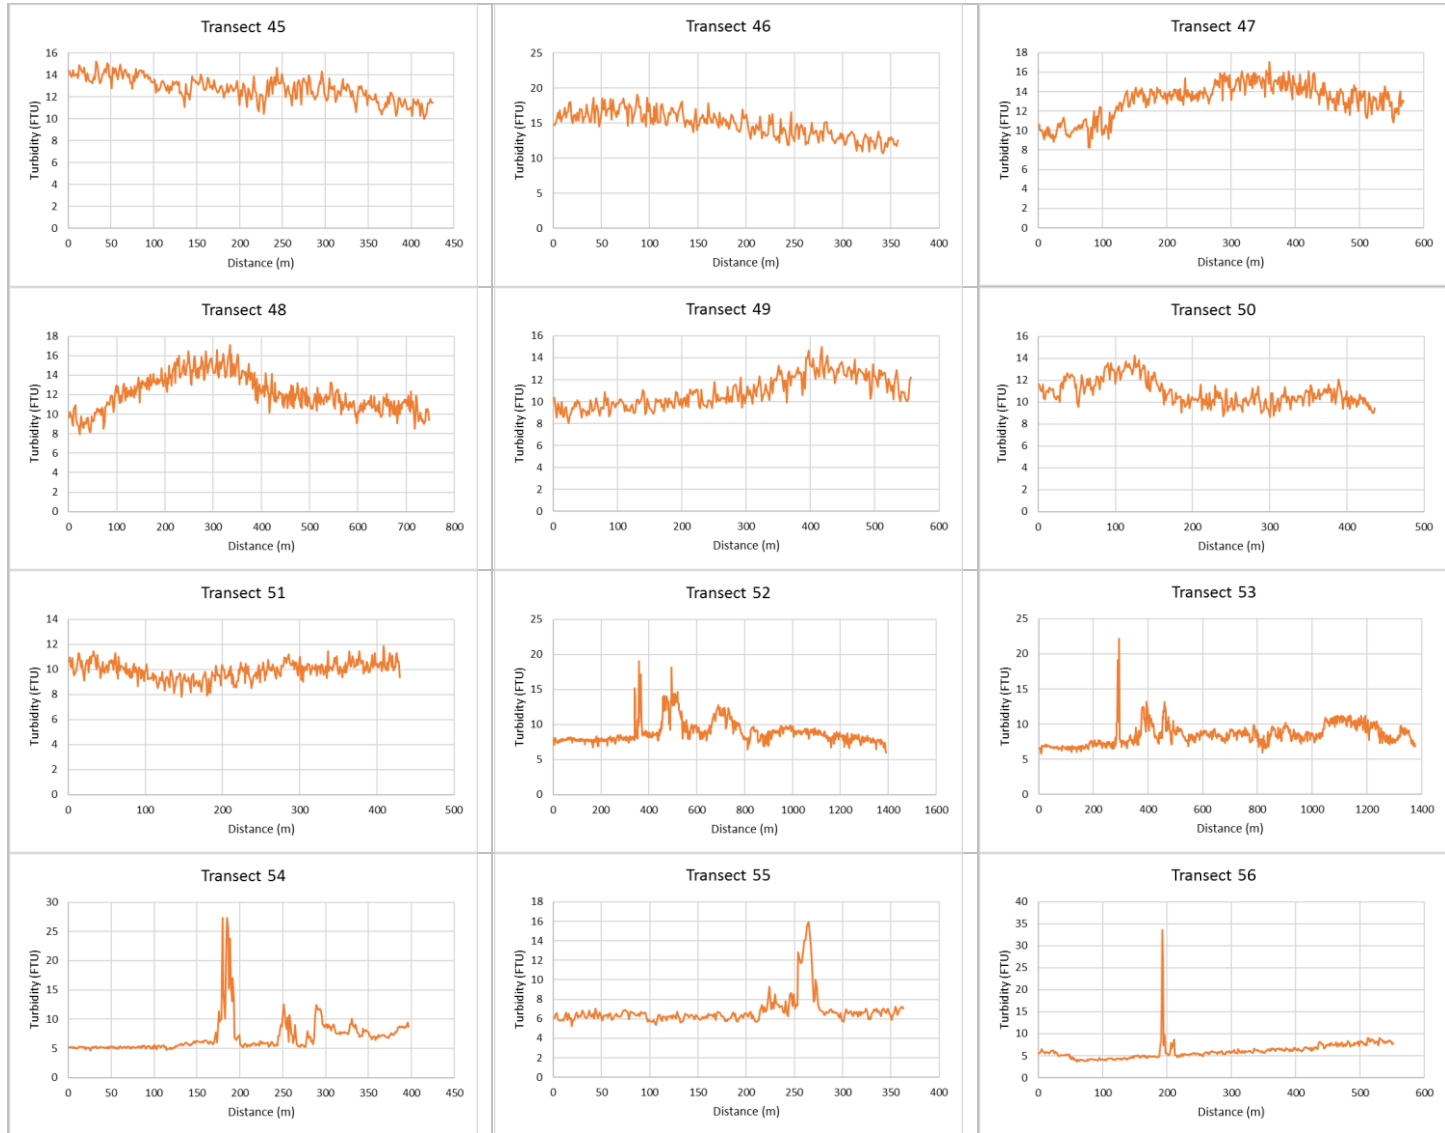 Transect 45
Turbidity (FTU)
16
14
12
10
8
6
4
2
0
0 50 100 150 200 250 300 350 400 450
Distance (m)
Transect 46
Turbidity (FTU)
25
20
15
10
5
0
0 50 100 150 200 250 300 350 400
Distance (m)
Transect 47
Turbidity (FTU)
18
16
14
12
10
8
6
4
2
0
0 100 200 300 400 500 600
Distance (m)
Transect 48
Turbidity (FTU)
18
16
14
12
10
8
6
4
2
0
0 100 200 300 400 500 600 700 800
Distance (m)
Transect 49
Turbidity (FTU)
16
14
12
10
8
6
4
2
0
0 100 200 300 400 500 600
Distance (m)
Transect 50
Turbidity (FTU)
16
14
12
10
8
6
4
2
0
0 100 200 300 400 500
Distance (m)
Transect 51
Turbidity (FTU)
14
12
10
8
6
4
2
0
0 100 200 300 400 500
Distance (m)
Transect 52
Turbidity (FTU)
25
20
15
10
5
0
0 200 400 600 800 1000 1200 1400 1600
Distance (m)
Transect 53
Turbidity (FTU)
25
20
15
10
5
0
0 200 400 600 800 1000 1200 1400
Distance (m)
Transect 54
Turbidity (FTU)
30
25
20
15
10
5
0
0 50 100 150 200 250 300 350 400 450
Distance (m)
Transect 55
Turbidity (FTU)
18
16
14
12
10
8
6
4
2
0
0 50 100 150 200 250 300 350 400
Distance (m)
Transect 56
Turbidity (FTU)
40
35
30
25
20
15
10
5
0
0 100 200 300 400 500 600
Distance (m)